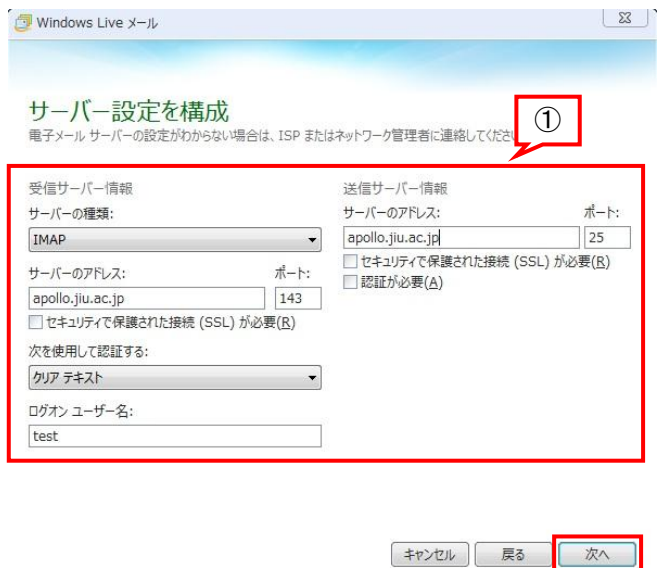 Windows Live メール
サーバー設定を構成
電子メール サーバーの設定がわからない場合は、ISP またはネットワーク管理者に連絡してください
①
受信サーバー情報
サーバーの種類:
IMAP
サーバーのアドレス: ポート:
apollo.jiu.ac.jp 143
セキュリティで保護された接続 (SSL) が必要(R)
次を使用して認証する:
クリア テキスト
ログオン ユーザー名:
test
送信サーバー情報
サーバーのアドレス: ポート:
apollo.jiu.ac.jp 25
セキュリティで保護された接続 (SSL) が必要(R)
認証が必要(A)
キャンセル 戻る 次へ